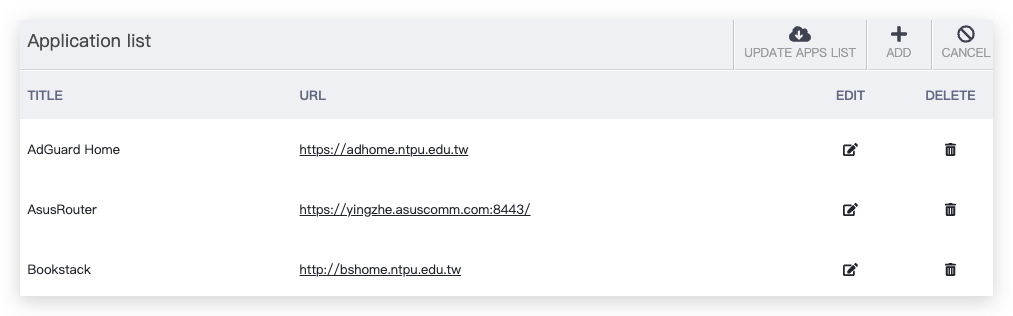 Application list
UPDATE APPS LIST ADD CANCEL
TITLE URL EDIT DELETE
AdGuard Home https://adhome.ntpu.edu.tw
AsusRouter https://yingzhe.asuscomm.com:8443/
Bookstack http://bshome.ntpu.edu.tw